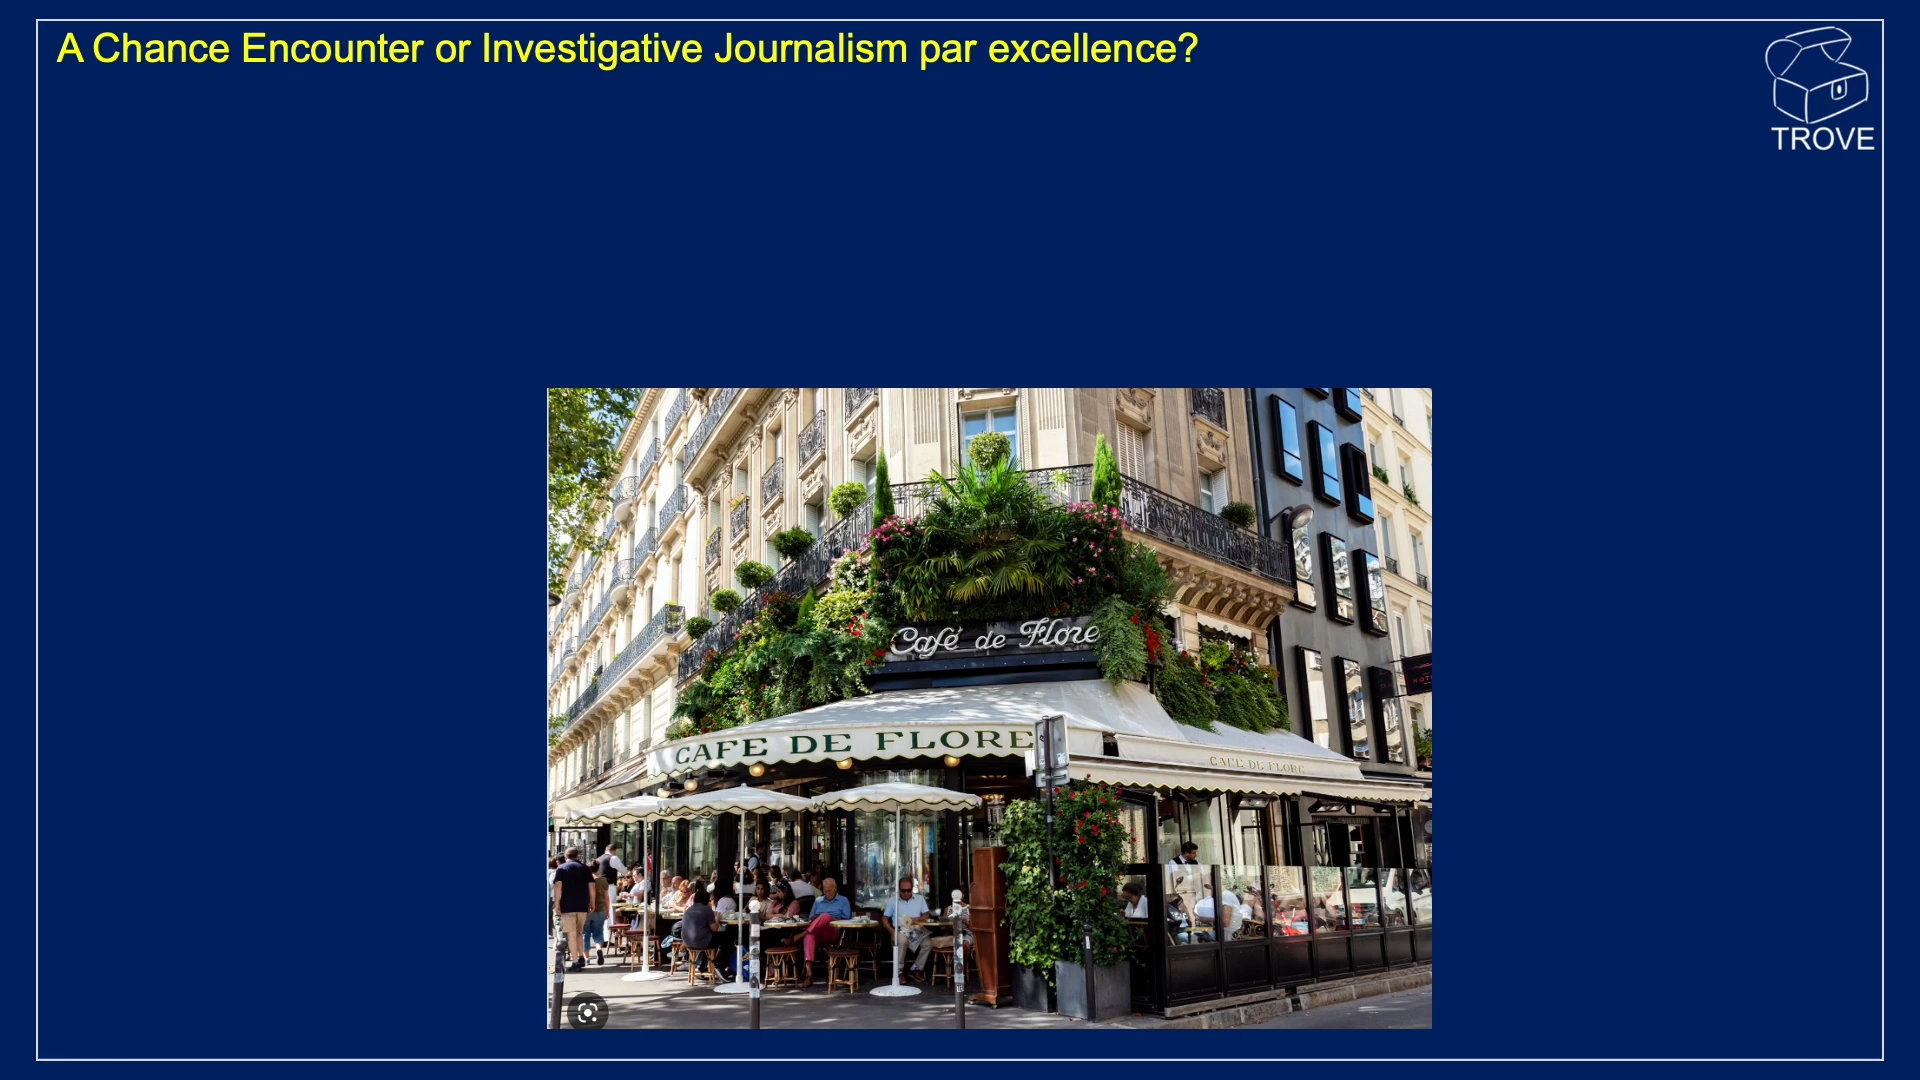 A Chance Encounter or Investigative Journalism par excellence?
TROVE
Café de Flore
CAFE DE FLORE
CAFE DE FLORE